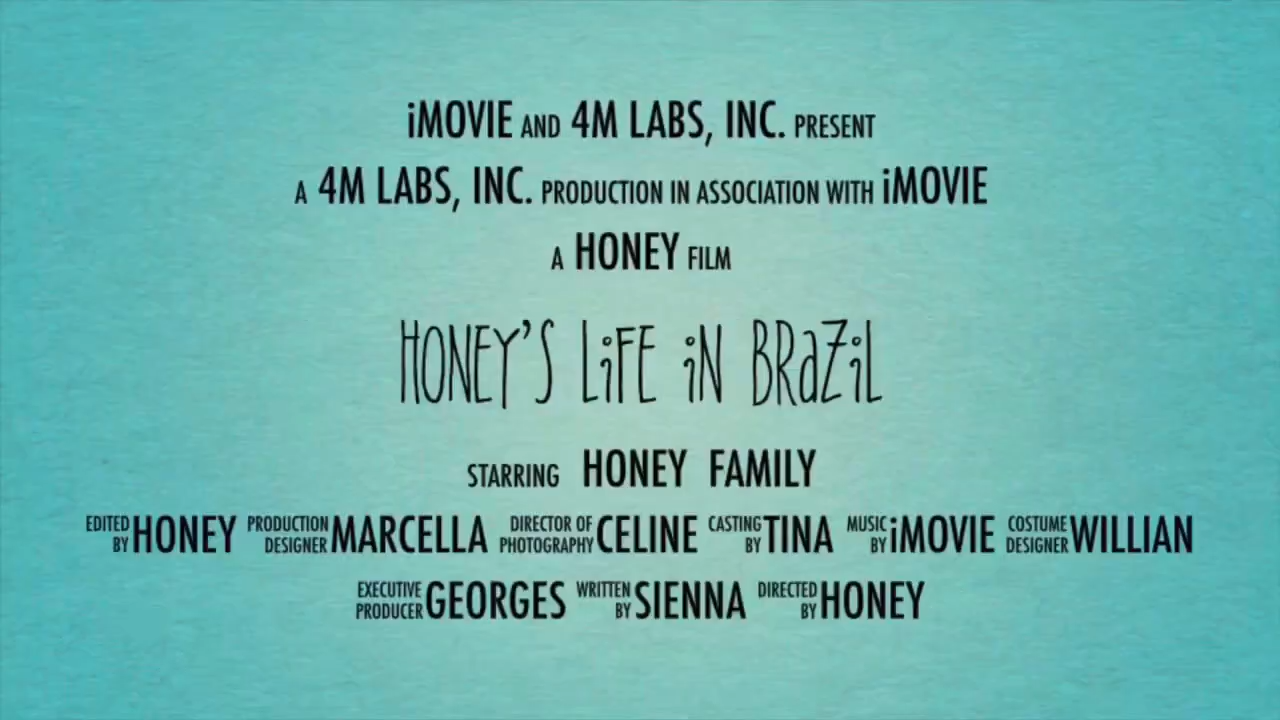 iMOVIE AND 4M LABS, INC. PRESENT
A 4M LABS, INC. PRODUCTION IN ASSOCIATION WITH iMOVIE
A HONEY FILM
HONEY'S LiFE iN BRaZiL
STARRING HONEY FAMILY
EDITED BY HONEY PRODUCTION DESIGNER MARCELLA DIRECTOR OF PHOTOGRAPHY CELINE CASTING BY TINA MUSIC BY iMOVIE COSTUME DESIGNER WILLIAN
EXECUTIVE PRODUCER GEORGES WRITTEN BY SIENNA DIRECTED BY HONEY